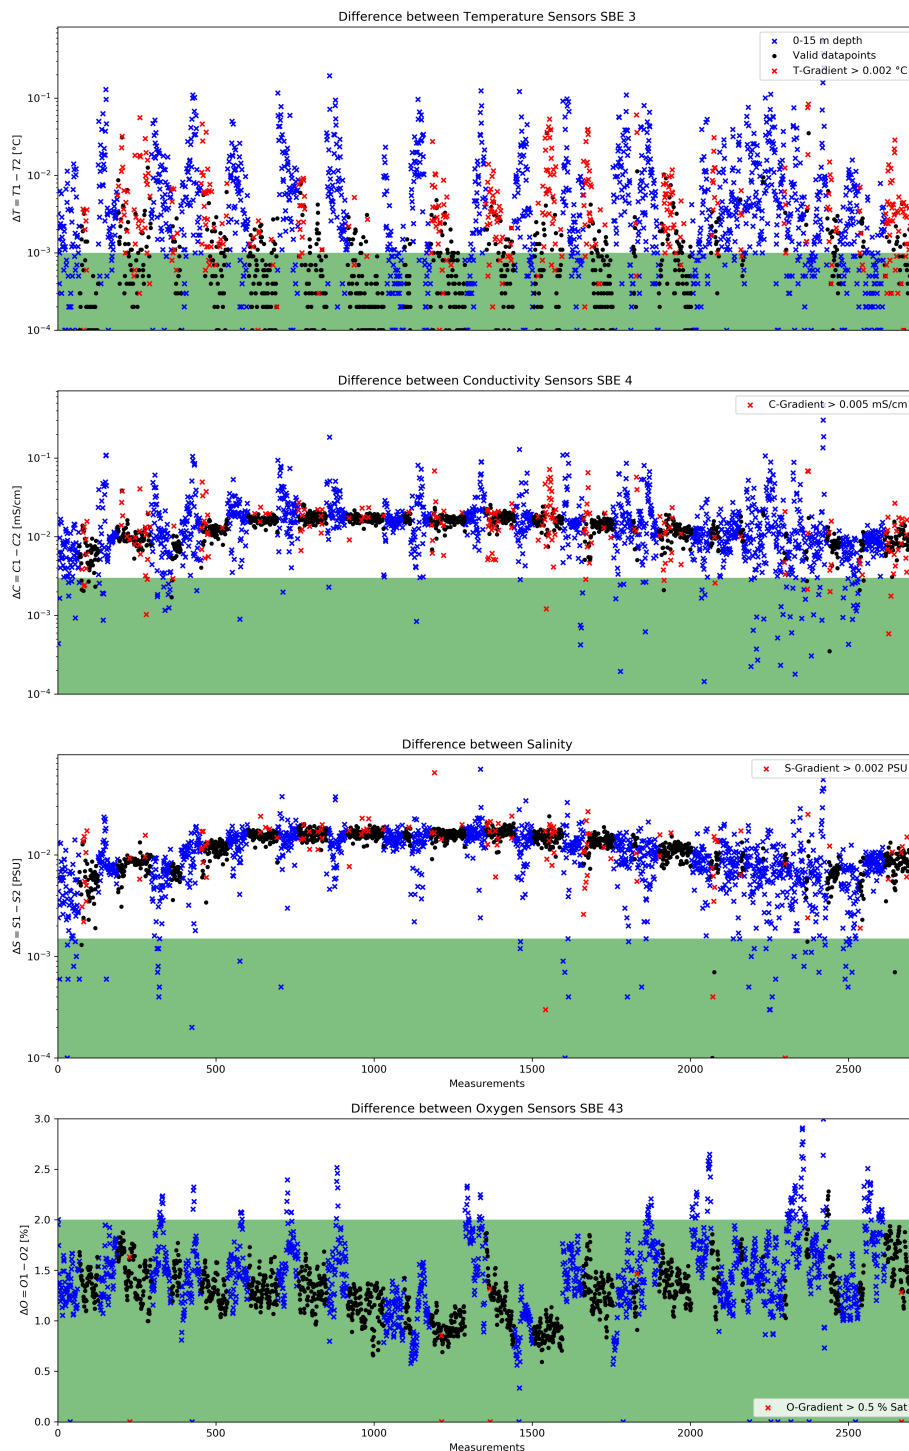 Difference between Temperature Sensors SBE 3
0-15 m depth
Valid datapoints
T-Gradient > 0.002 °C
ΔT = T1 − T2 [°C]
10⁻¹
10⁻²
10⁻³
10⁻⁴
Difference between Conductivity Sensors SBE 4
C-Gradient > 0.005 mS/cm
ΔC = C1 − C2 [mS/cm]
10⁻¹
10⁻²
10⁻³
10⁻⁴
Difference between Salinity
S-Gradient > 0.002 PSU
ΔS = S1 − S2 [PSU]
10⁻²
10⁻³
10⁻⁴
0 500 1000 1500 2000 2500
Measurements
Difference between Oxygen Sensors SBE 43
ΔO = O1 − O2 [%]
3.0
2.5
2.0
1.5
1.0
0.5
0.0
O-Gradient > 0.5 % Sat
0 500 1000 1500 2000 2500
Measurements